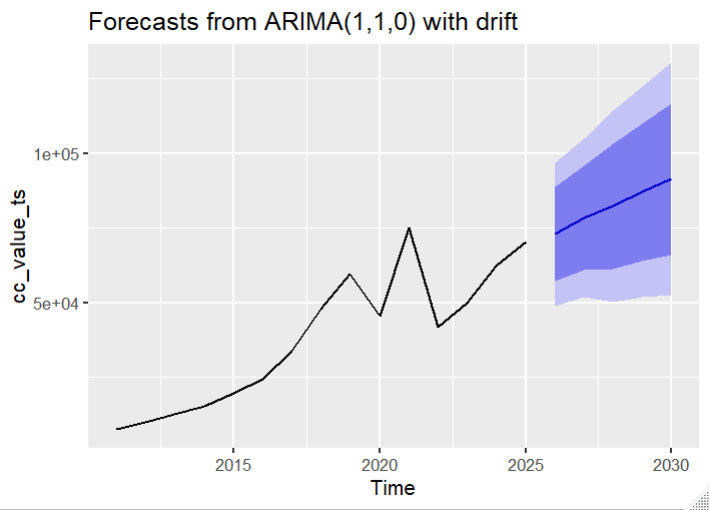 Forecasts from ARIMA(1,1,0) with drift
cc_value_ts
1e+05
5e+04
2015 2020 2025 2030
Time